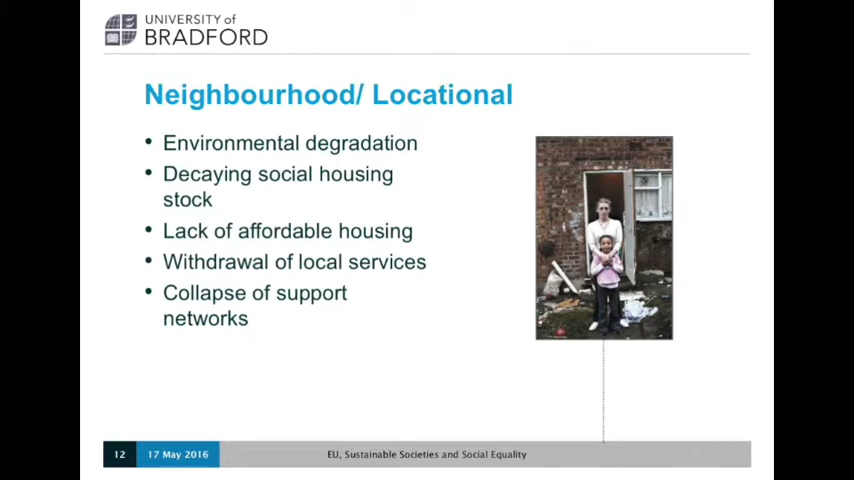 UNIVERSITY of
BRADFORD
Neighbourhood/ Locational
• Environmental degradation
• Decaying social housing
stock
• Lack of affordable housing
• Withdrawal of local services
• Collapse of support
networks
12
17 May 2016
EU, Sustainable Societies and Social Equality